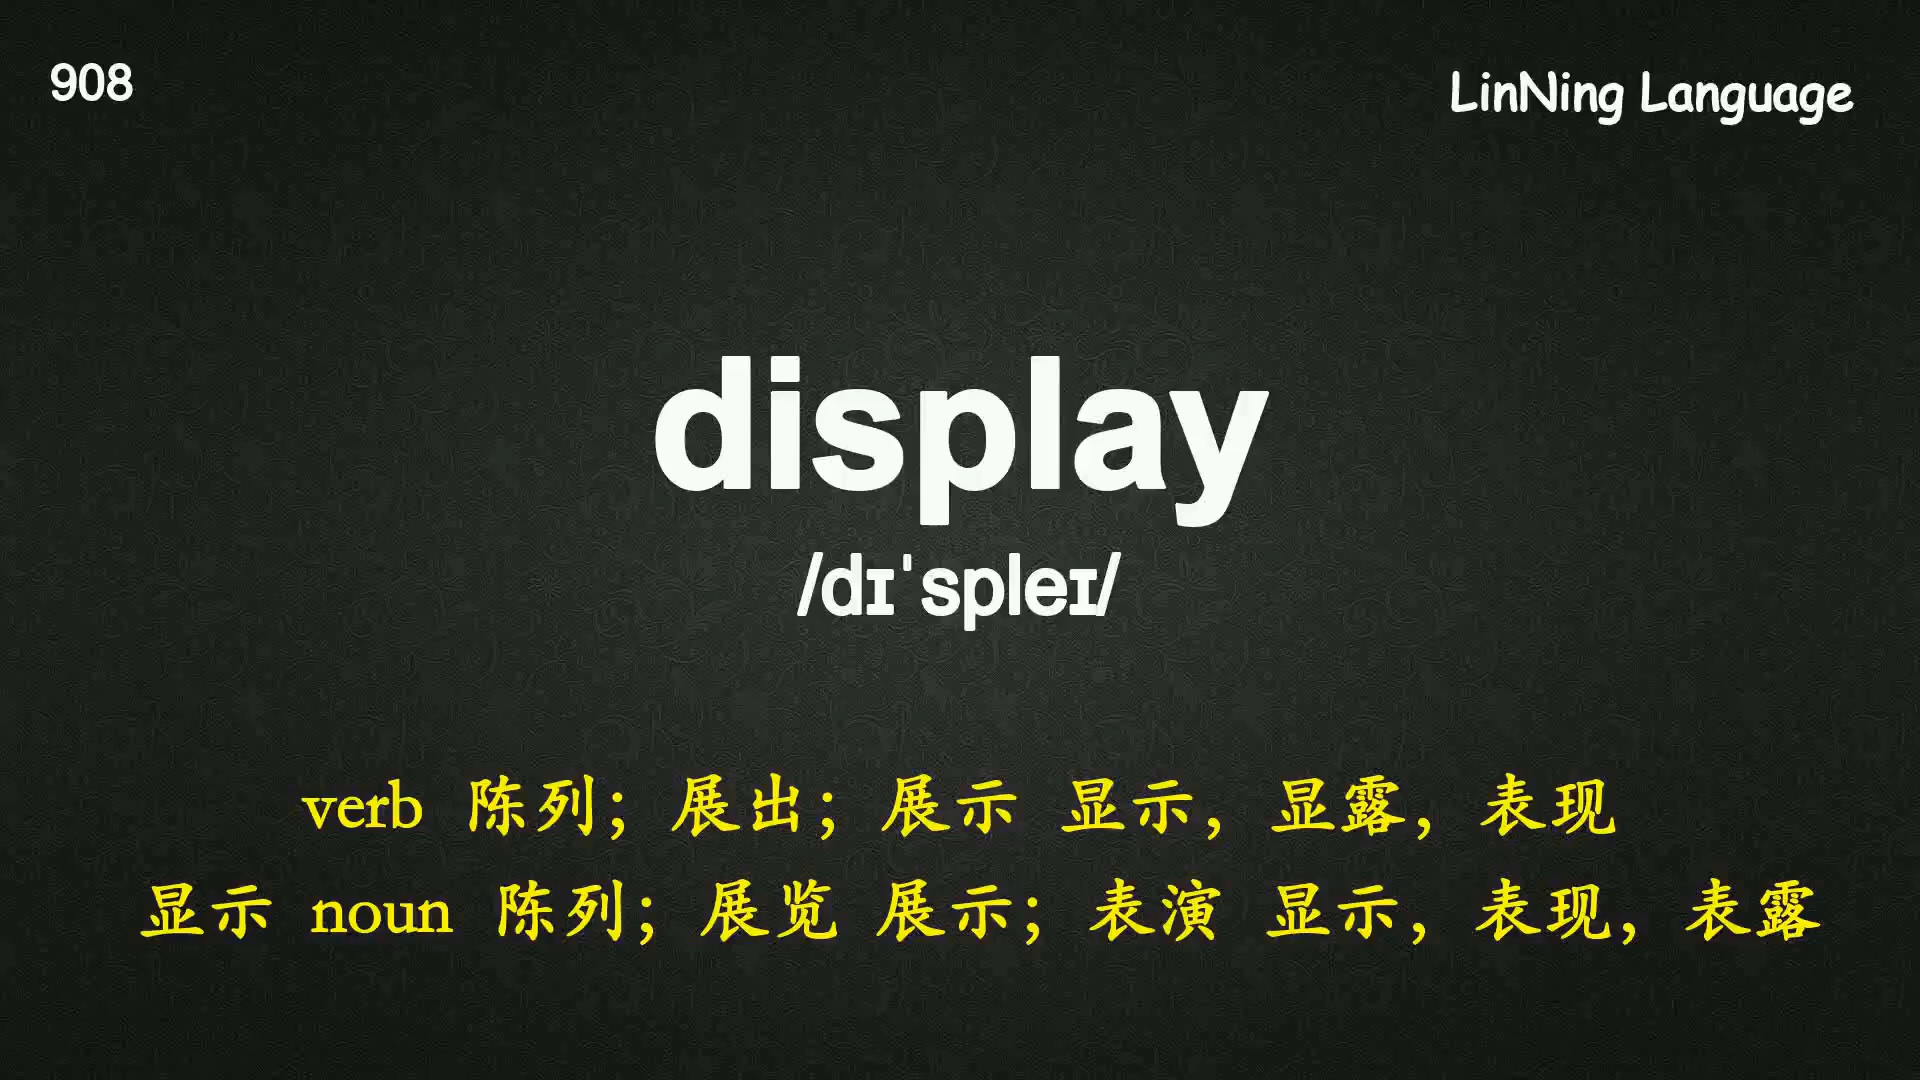 908
LinNing Language
display
/dɪˈspleɪ/
verb 陈列；展出；展示 显示，显露，表现
显示 noun 陈列；展览 展示；表演 显示，表现，表露